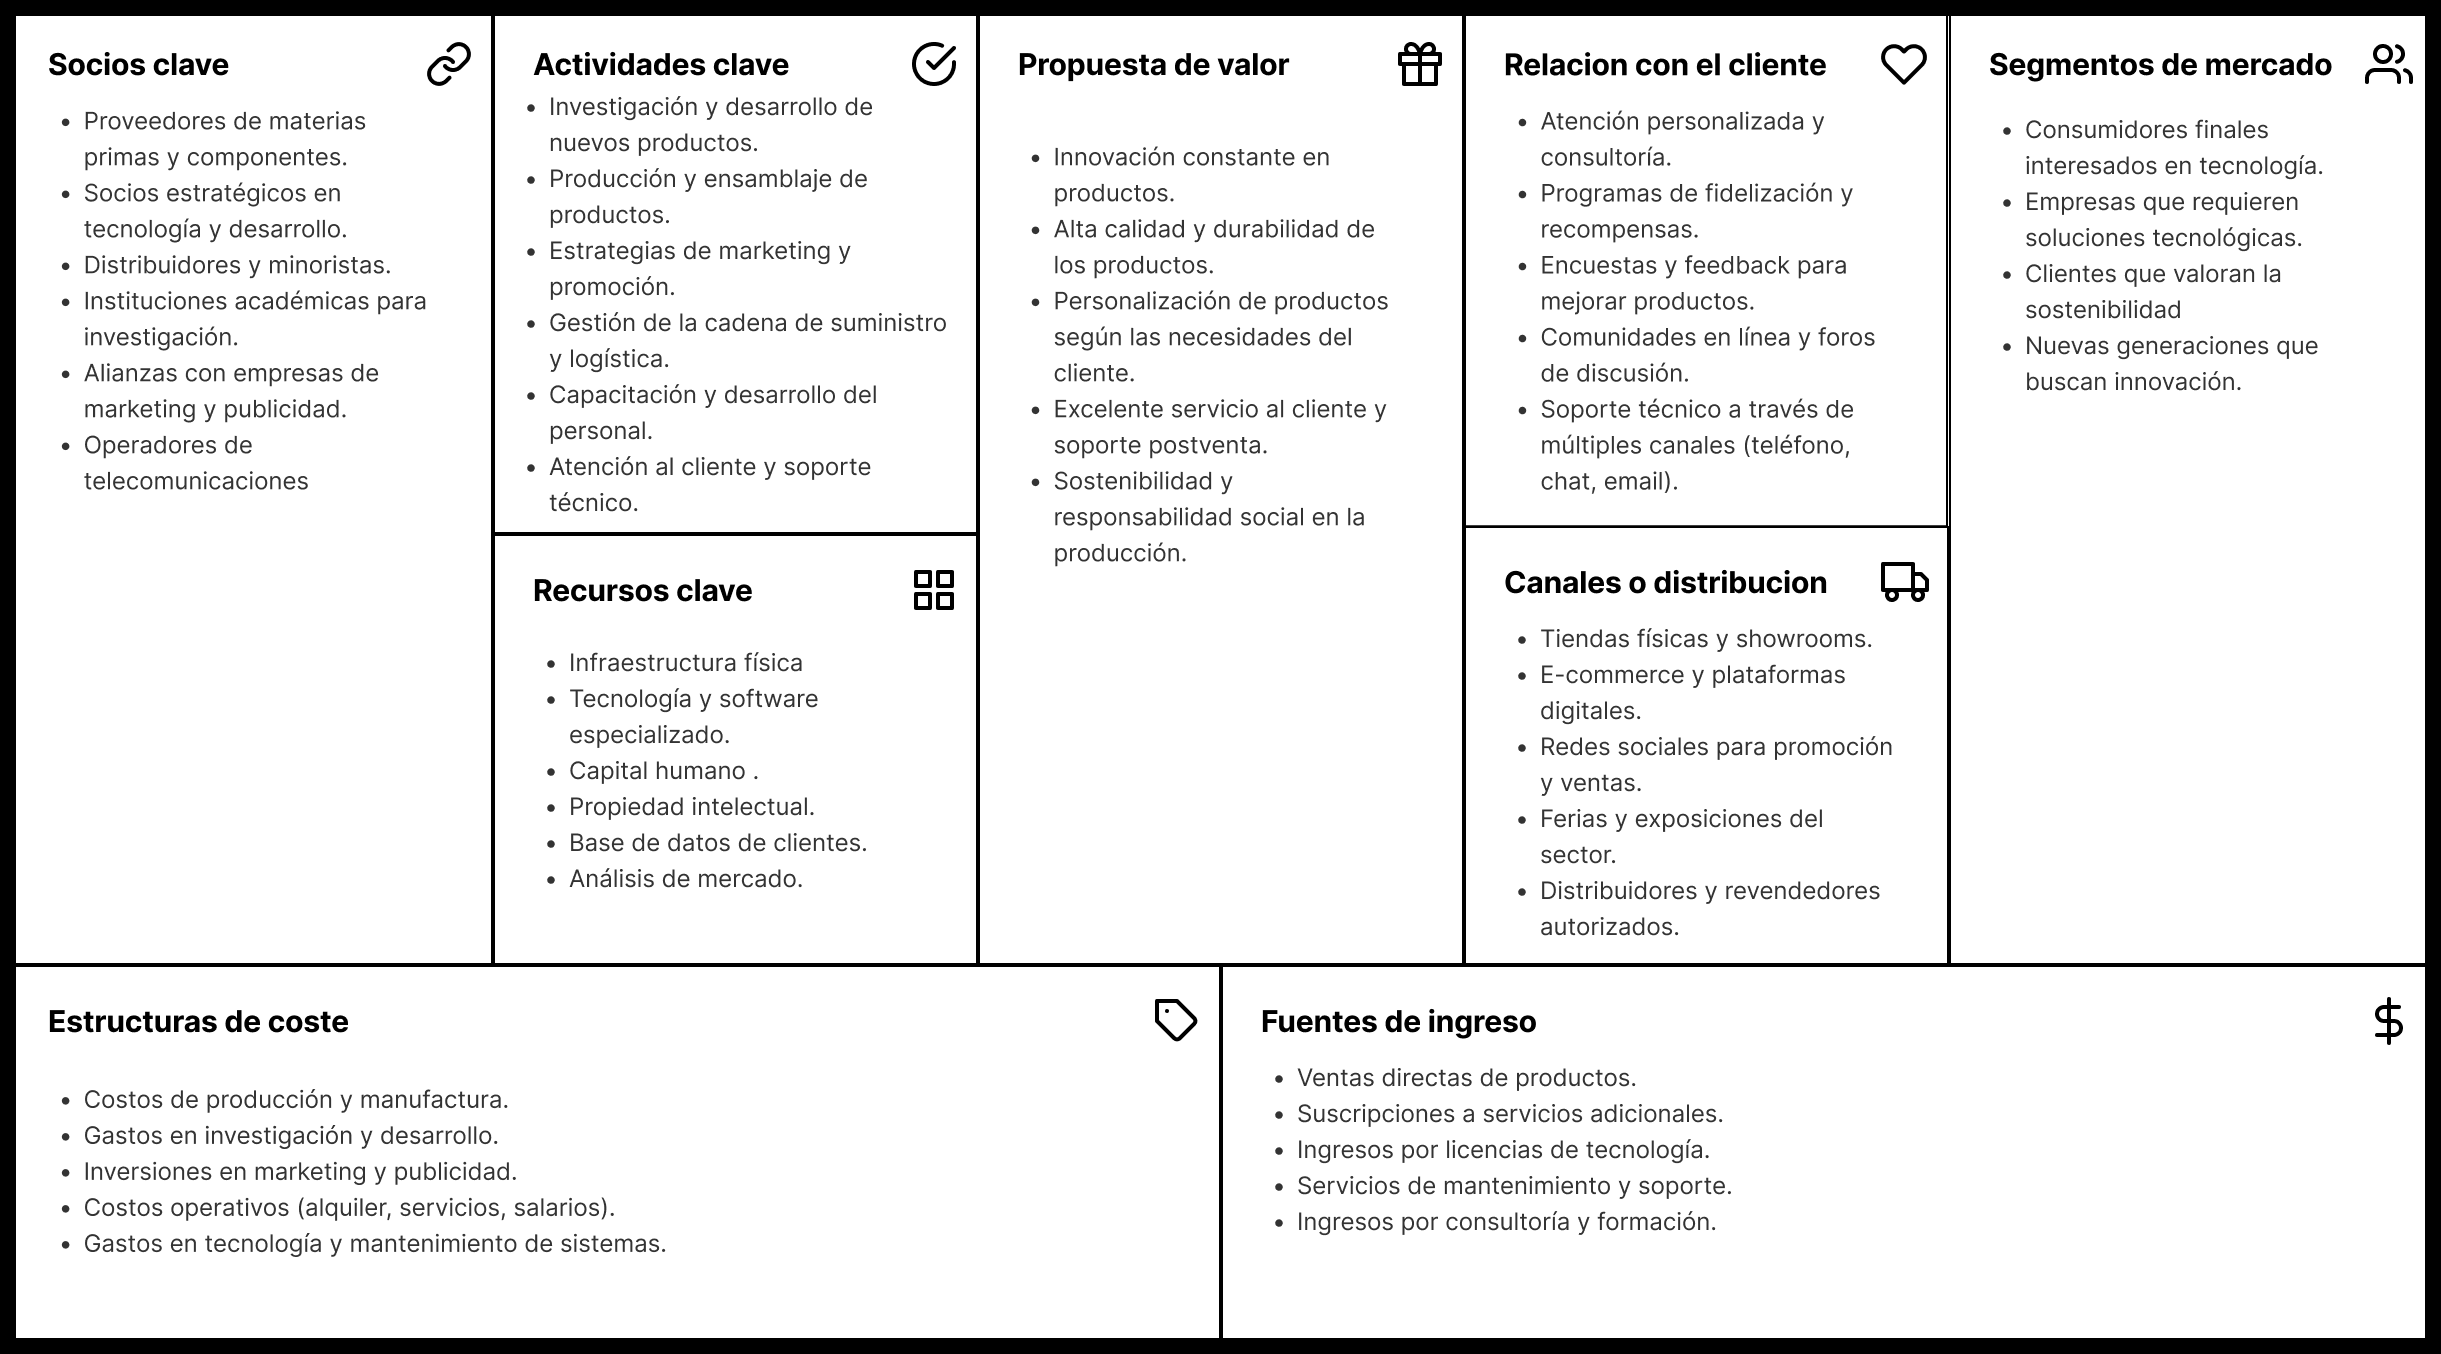 Socios clave
• Proveedores de materias
primas y componentes.
• Socios estratégicos en
tecnología y desarrollo.
• Distribuidores y minoristas.
• Instituciones académicas para
investigación.
• Alianzas con empresas de
marketing y publicidad.
• Operadores de
telecomunicaciones
Actividades clave
• Investigación y desarrollo de
nuevos productos.
• Producción y ensamblaje de
productos.
• Estrategias de marketing y
promoción.
• Gestión de la cadena de suministro
y logística.
• Capacitación y desarrollo del
personal.
• Atención al cliente y soporte
técnico.
Recursos clave
• Infraestructura física
• Tecnología y software
especializado.
• Capital humano .
• Propiedad intelectual.
• Base de datos de clientes.
• Análisis de mercado.
Propuesta de valor
• Innovación constante en
productos.
• Alta calidad y durabilidad de
los productos.
• Personalización de productos
según las necesidades del
cliente.
• Excelente servicio al cliente y
soporte postventa.
• Sostenibilidad y
responsabilidad social en la
producción.
Relacion con el cliente
• Atención personalizada y
consultoría.
• Programas de fidelización y
recompensas.
• Encuestas y feedback para
mejorar productos.
• Comunidades en línea y foros
de discusión.
• Soporte técnico a través de
múltiples canales (teléfono,
chat, email).
Canales o distribucion
• Tiendas físicas y showrooms.
• E-commerce y plataformas
digitales.
• Redes sociales para promoción
y ventas.
• Ferias y exposiciones del
sector.
• Distribuidores y revendedores
autorizados.
Segmentos de mercado
• Consumidores finales
interesados en tecnología.
• Empresas que requieren
soluciones tecnológicas.
• Clientes que valoran la
sostenibilidad
• Nuevas generaciones que
buscan innovación.
Estructuras de coste
• Costos de producción y manufactura.
• Gastos en investigación y desarrollo.
• Inversiones en marketing y publicidad.
• Costos operativos (alquiler, servicios, salarios).
• Gastos en tecnología y mantenimiento de sistemas.
Fuentes de ingreso
• Ventas directas de productos.
• Suscripciones a servicios adicionales.
• Ingresos por licencias de tecnología.
• Servicios de mantenimiento y soporte.
• Ingresos por consultoría y formación.